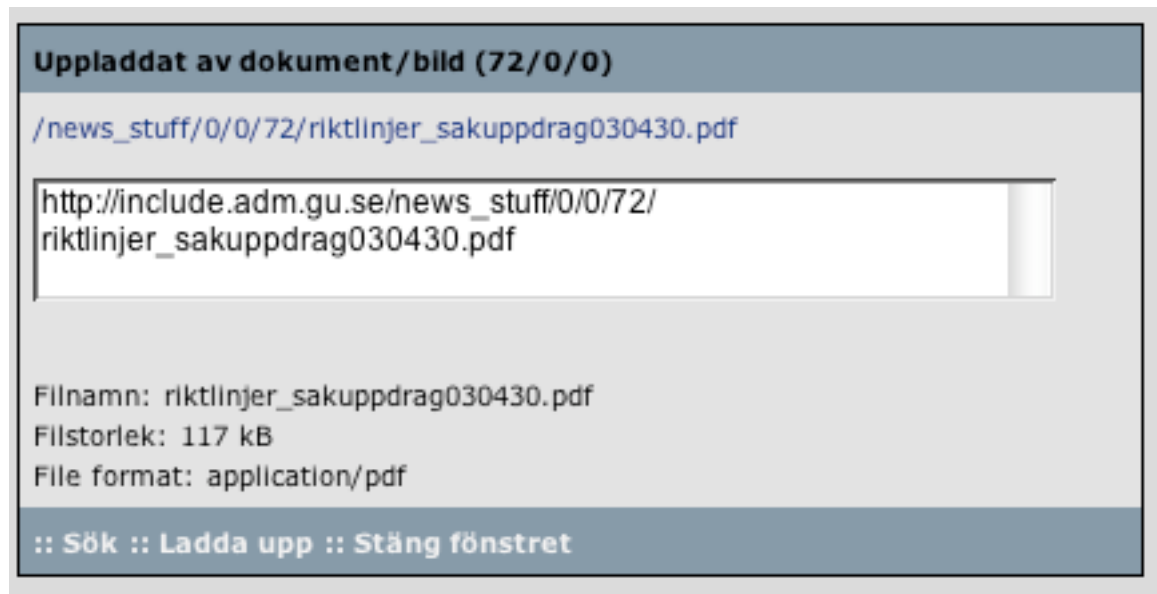 Uppladdat av dokument/bild (72/0/0)
/news_stuff/0/0/72/riktlinjer_sakuppdrag030430.pdf
http://include.adm.gu.se/news_stuff/0/0/72/
riktlinjer_sakuppdrag030430.pdf
Filnamn: riktlinjer_sakuppdrag030430.pdf
Filstorlek: 117 kB
File format: application/pdf
:: Sök :: Ladda upp :: Stäng fönstret